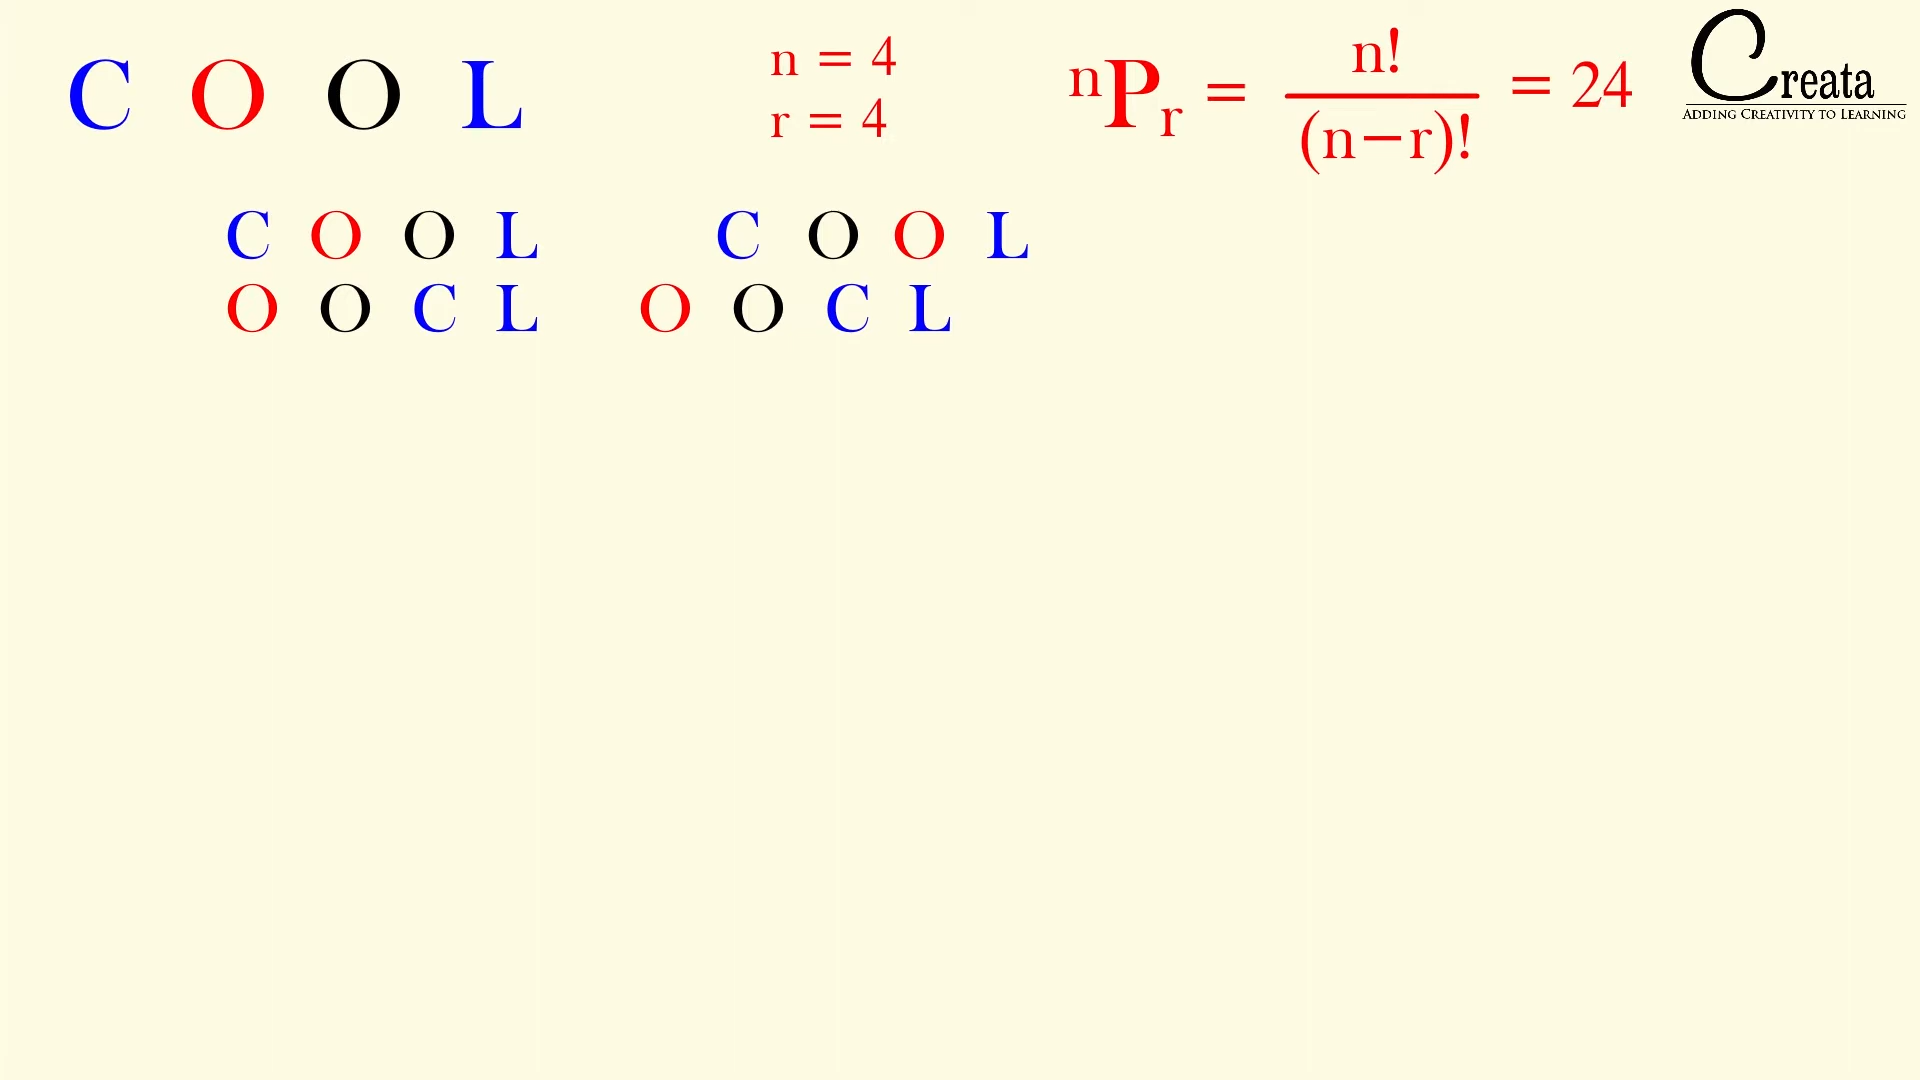 C O O L
n = 4
r = 4
nPr = n!/(n−r)! = 24
Creata
ADDING CREATIVITY TO LEARNING
C O O L C O O L
O O C L O O C L